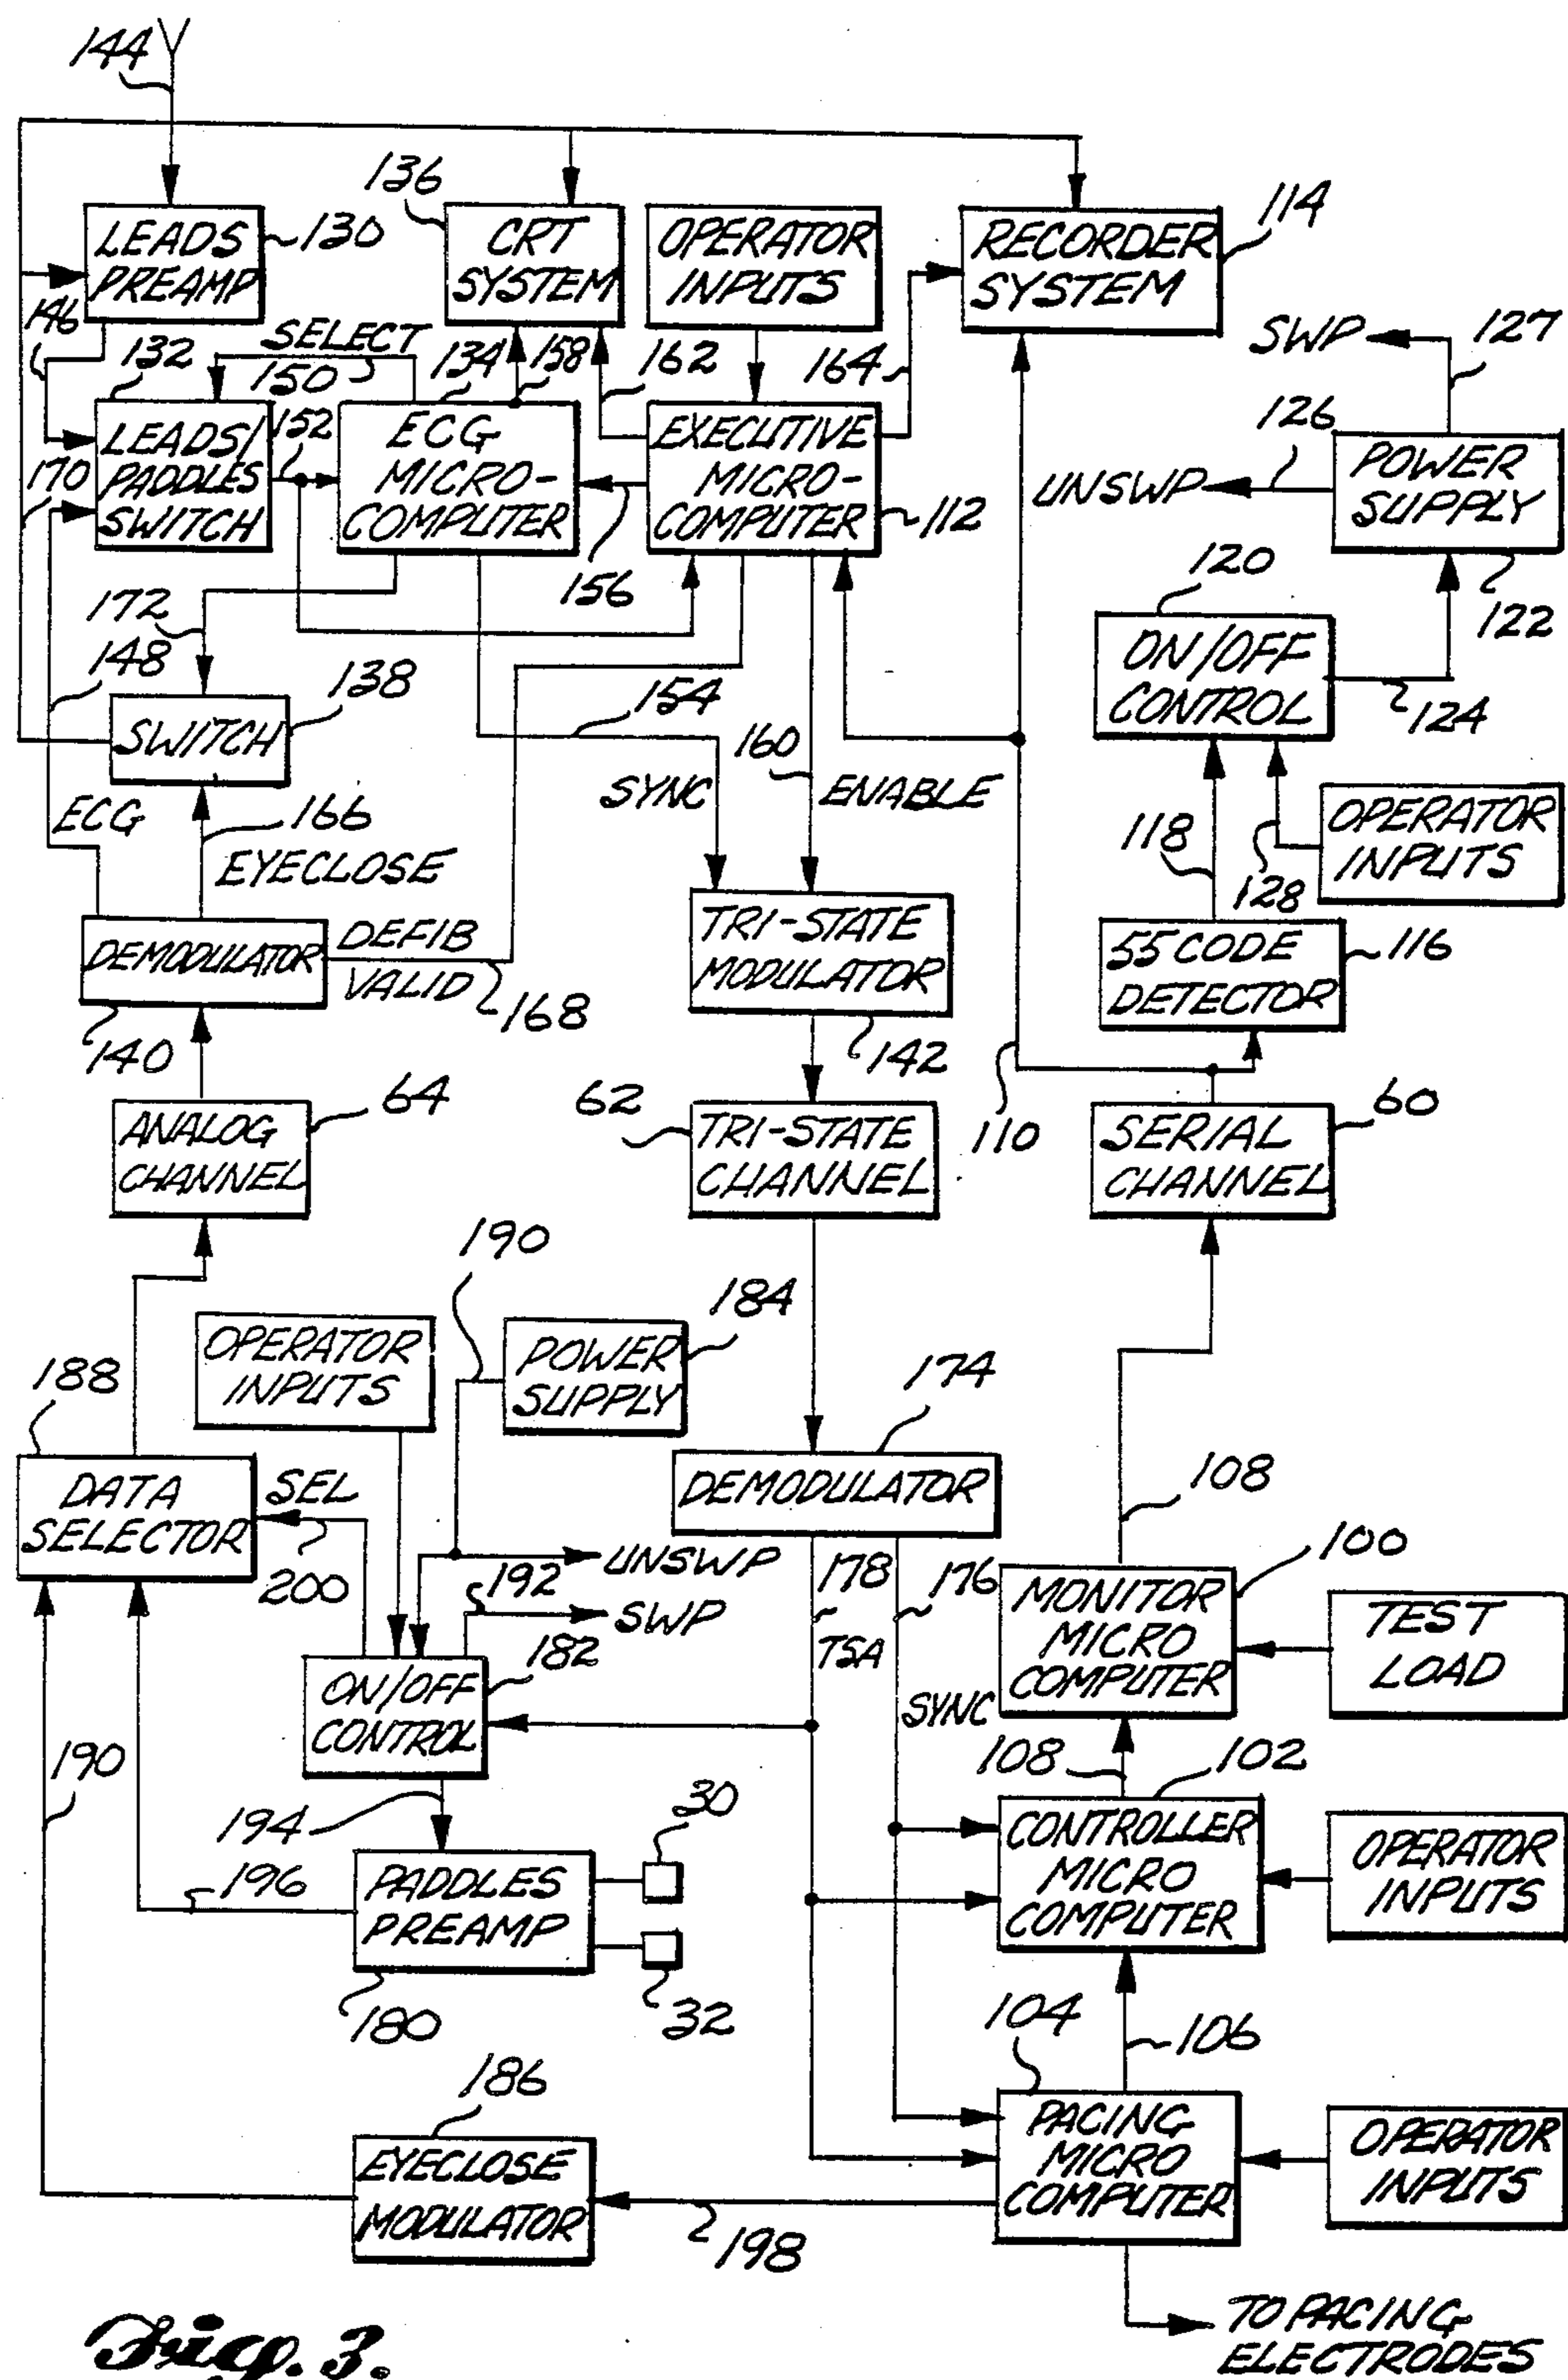 144
136
LEADS
PREAMP
130
CRT
SYSTEM
OPERATOR
INPUTS
RECORDER
SYSTEM
114
146
132
SELECT
150
134
158
162
164
SWP
127
170
LEADS/
PADDLES
SWITCH
152
ECG
MICRO-
COMPUTER
EXECUTIVE
MICRO-
COMPUTER
112
156
126
UNSWP
POWER
SUPPLY
122
172
148
SWITCH
138
154
160
SYNC
ENABLE
120
ON/OFF
CONTROL
124
ECG
166
EYECLOSE
118
128
OPERATOR
INPUTS
DEMODULATOR
DEFIB
VALID
168
140
TRI-STATE
MODULATOR
142
55 CODE
DETECTOR
116
ANALOG
CHANNEL
64
62
TRI-STATE
CHANNEL
110
SERIAL
CHANNEL
60
190
188
OPERATOR
INPUTS
POWER
SUPPLY
184
174
DATA
SELECTOR
SEL
200
DEMODULATOR
108
UNSWP
192
SWP
178
TSA
176
SYNC
MONITOR
MICRO
COMPUTER
100
TEST
LOAD
ON/OFF
CONTROL
182
190
194
108
102
30
196
PADDLES
PREAMP
32
180
CONTROLLER
MICRO
COMPUTER
OPERATOR
INPUTS
104
106
186
EYECLOSE
MODULATOR
198
PACING
MICRO
COMPUTER
OPERATOR
INPUTS
TO PACING
ELECTRODES
Fig. 3.